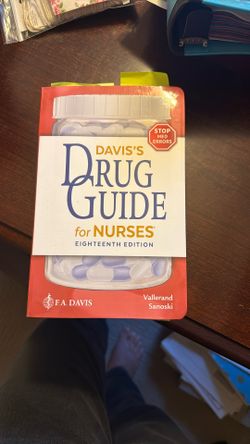 STOP
MED
ERRORS
DAVIS'S
DRUG
GUIDE
for NURSES®
EIGHTEENTH EDITION
F.A. DAVIS
Vallerand
Sanoski